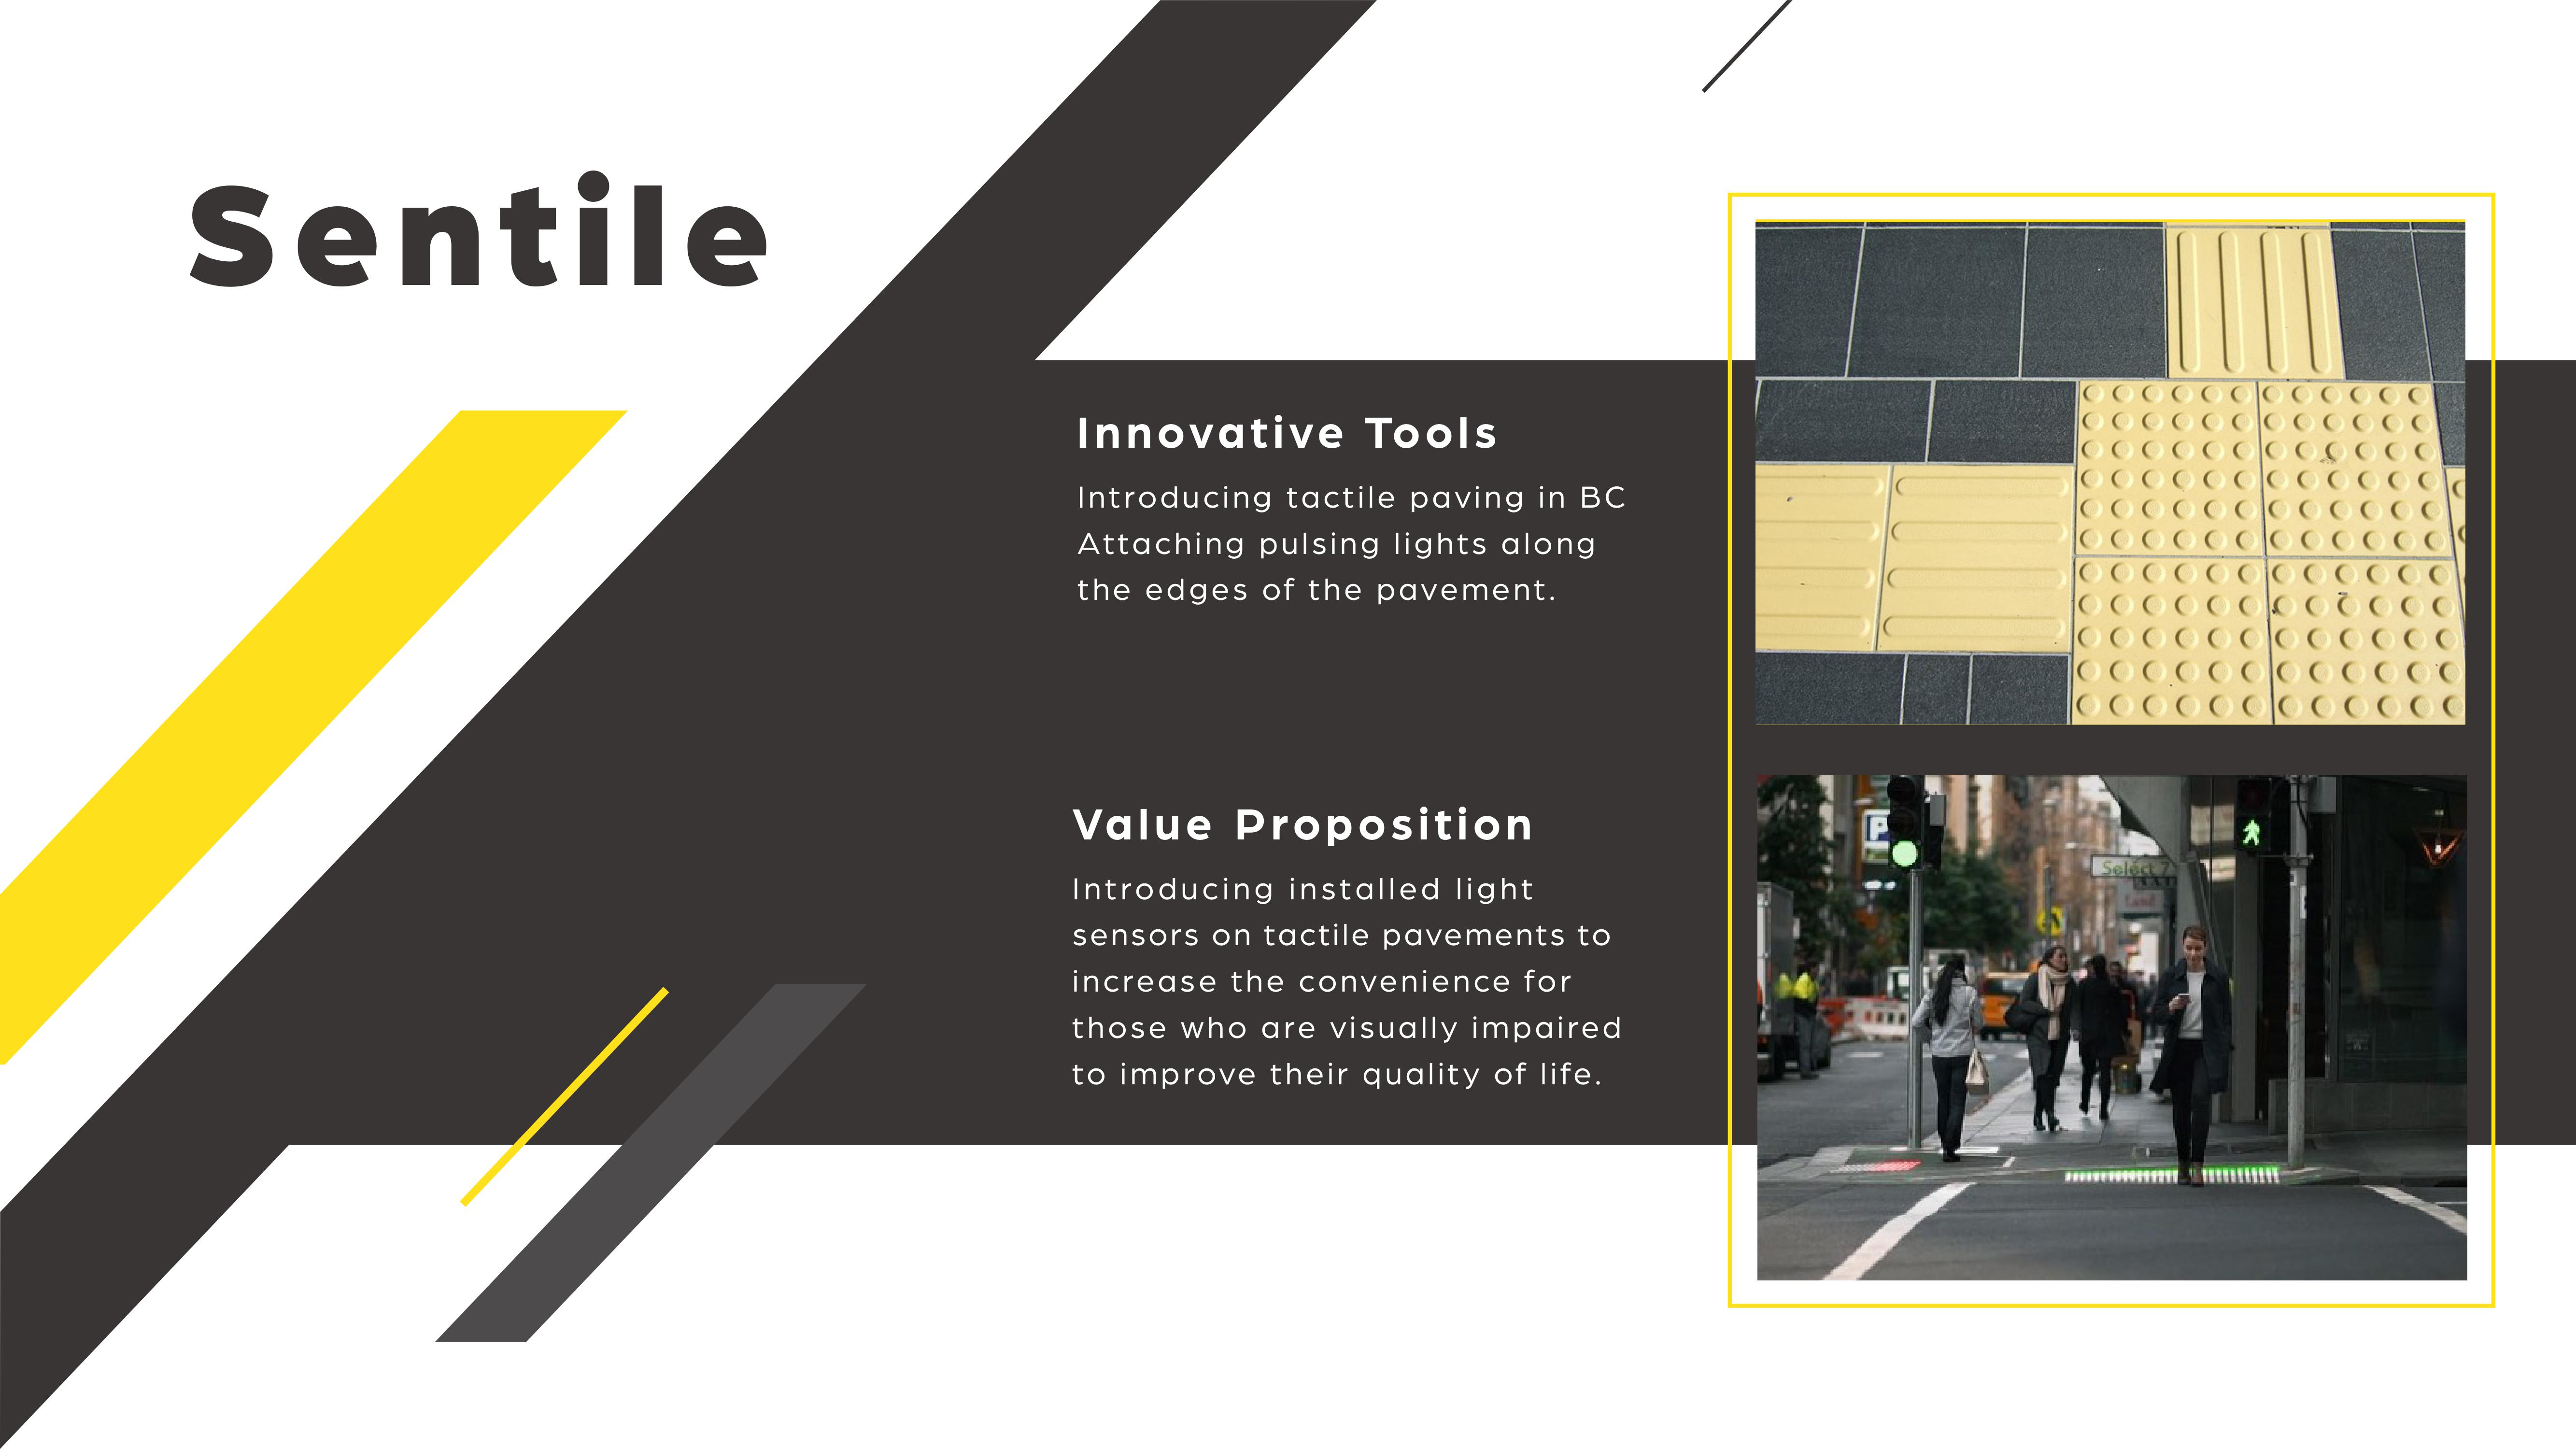 Sentile
Innovative Tools
Introducing tactile paving in BC
Attaching pulsing lights along
the edges of the pavement.
Value Proposition
Introducing installed light
sensors on tactile pavements to
increase the convenience for
those who are visually impaired
to improve their quality of life.
Select 7